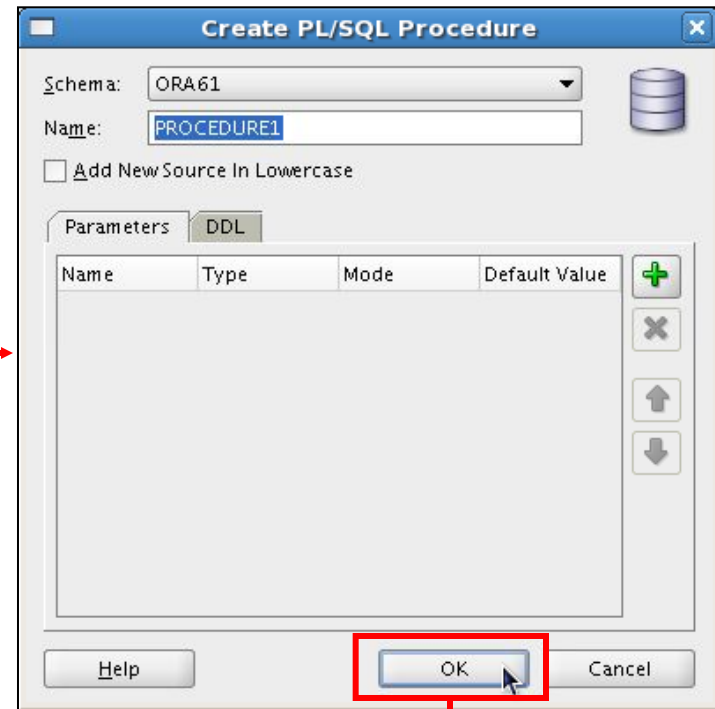 Create PL/SQL Procedure
Schema: ORA61
Name: PROCEDURE1
Add New Source In Lowercase
Parameters DDL
Name Type Mode Default Value
Help OK Cancel